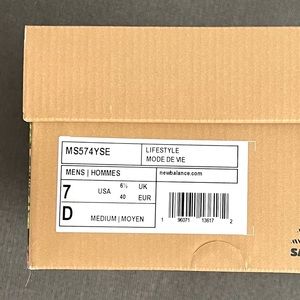 MS574YSE
LIFESTYLE
MODE DE VIE
MENS | HOMMES
newbalance.com
7 USA 6½ UK
40 EUR
D MEDIUM | MOYEN
1 96071 13617 2